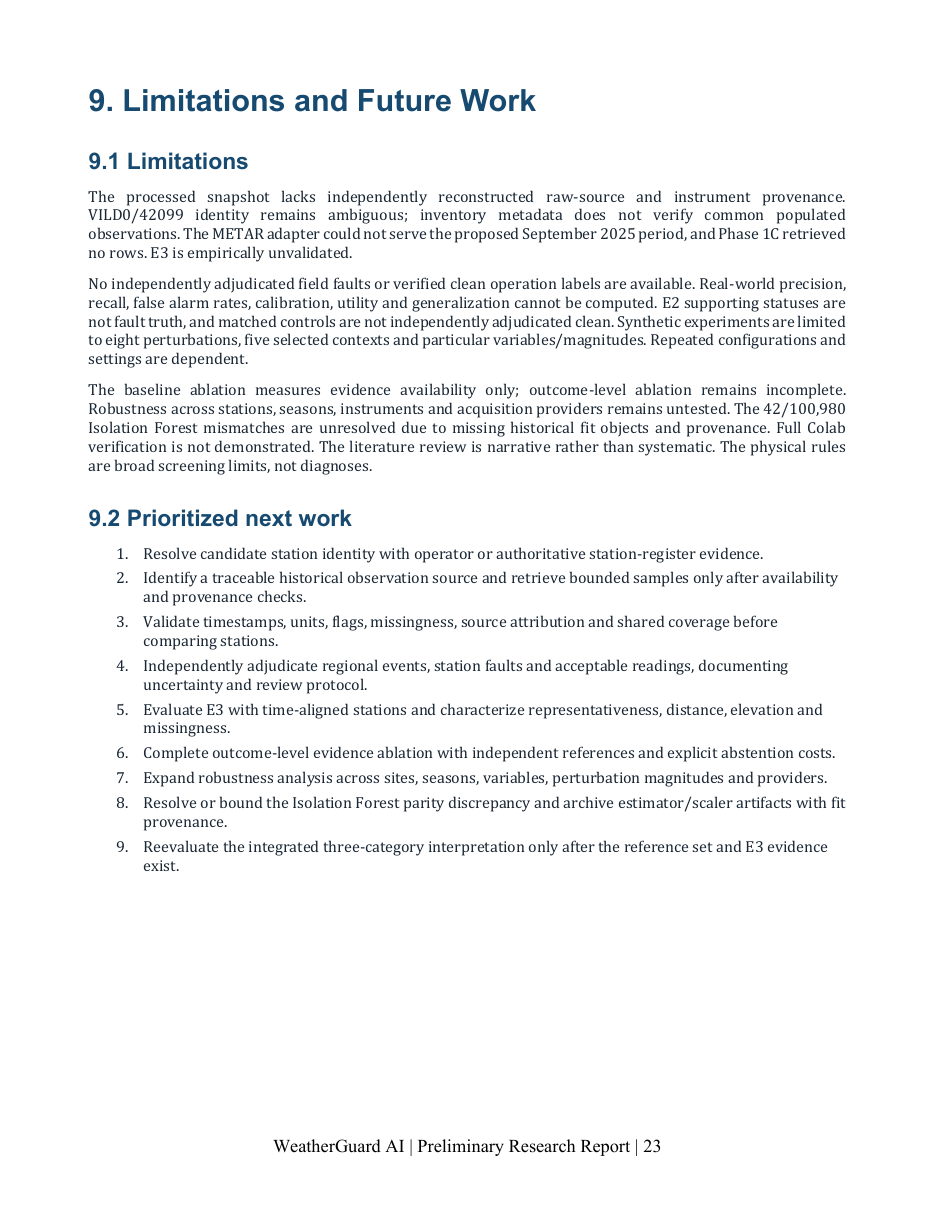 9. Limitations and Future Work
9.1 Limitations
The processed snapshot lacks independently reconstructed raw-source and instrument provenance.
VILD0/42099 identity remains ambiguous; inventory metadata does not verify common populated
observations. The METAR adapter could not serve the proposed September 2025 period, and Phase 1C retrieved
no rows. E3 is empirically unvalidated.
No independently adjudicated field faults or verified clean operation labels are available. Real-world precision,
recall, false alarm rates, calibration, utility and generalization cannot be computed. E2 supporting statuses are
not fault truth, and matched controls are not independently adjudicated clean. Synthetic experiments are limited
to eight perturbations, five selected contexts and particular variables/magnitudes. Repeated configurations and
settings are dependent.
The baseline ablation measures evidence availability only; outcome-level ablation remains incomplete.
Robustness across stations, seasons, instruments and acquisition providers remains untested. The 42/100,980
Isolation Forest mismatches are unresolved due to missing historical fit objects and provenance. Full Colab
verification is not demonstrated. The literature review is narrative rather than systematic. The physical rules
are broad screening limits, not diagnoses.
9.2 Prioritized next work
1. Resolve candidate station identity with operator or authoritative station-register evidence.
2. Identify a traceable historical observation source and retrieve bounded samples only after availability
and provenance checks.
3. Validate timestamps, units, flags, missingness, source attribution and shared coverage before
comparing stations.
4. Independently adjudicate regional events, station faults and acceptable readings, documenting
uncertainty and review protocol.
5. Evaluate E3 with time-aligned stations and characterize representativeness, distance, elevation and
missingness.
6. Complete outcome-level evidence ablation with independent references and explicit abstention costs.
7. Expand robustness analysis across sites, seasons, variables, perturbation magnitudes and providers.
8. Resolve or bound the Isolation Forest parity discrepancy and archive estimator/scaler artifacts with fit
provenance.
9. Reevaluate the integrated three-category interpretation only after the reference set and E3 evidence
exist.
WeatherGuard AI | Preliminary Research Report | 23